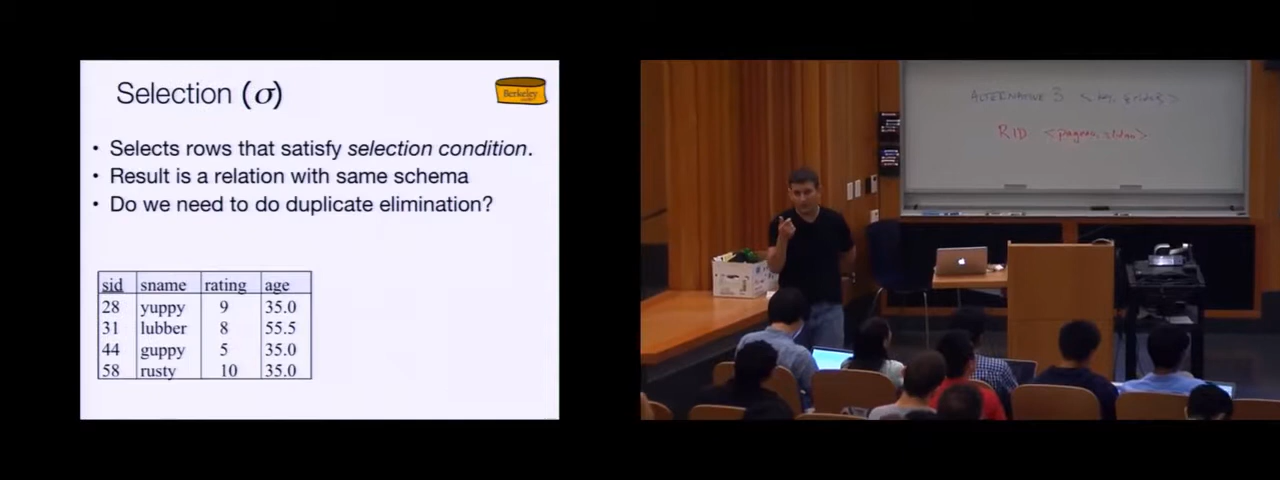 Selection (σ)
Berkeley
• Selects rows that satisfy selection condition.
• Result is a relation with same schema
• Do we need to do duplicate elimination?
sid sname rating age
28 yuppy 9 35.0
31 lubber 8 55.5
44 guppy 5 35.0
58 rusty 10 35.0
ALTERNATIVE 3
RID